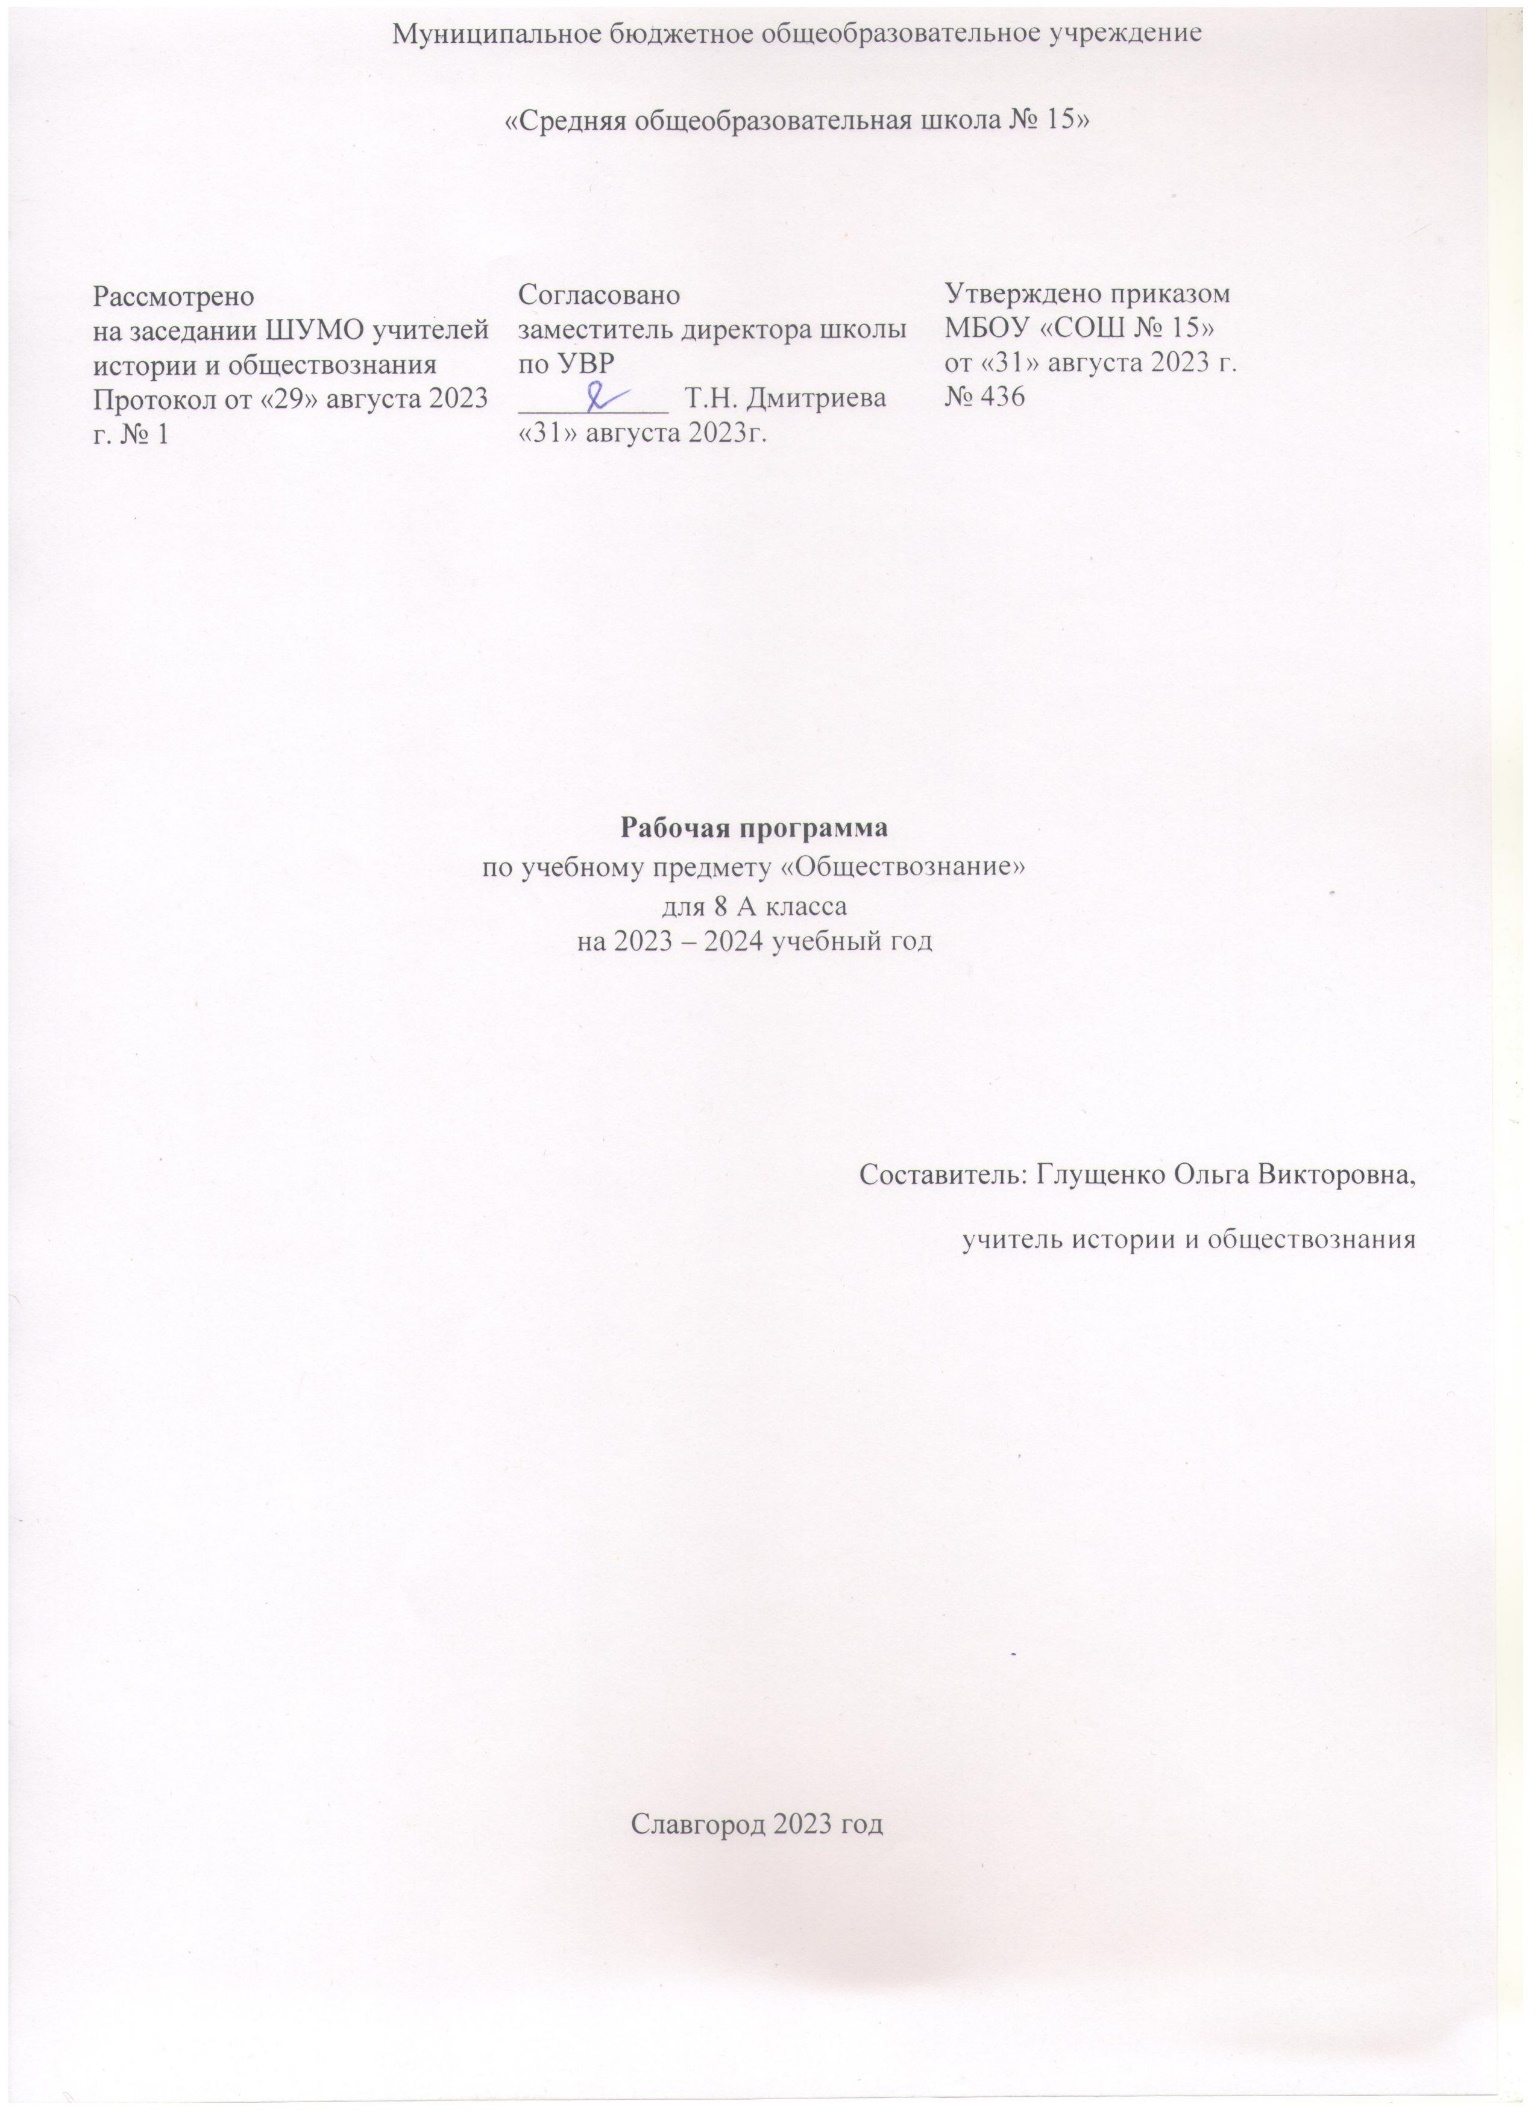 Муниципальное бюджетное общеобразовательное учреждение
«Средняя общеобразовательная школа № 15»
Рассмотрено
на заседании ШУМО учителей
истории и обществознания
Протокол от «29» августа 2023
г. № 1
Согласовано
заместитель директора школы
по УВР
___________ Т.Н. Дмитриева
«31» августа 2023г.
Утверждено приказом
МБОУ «СОШ № 15»
от «31» августа 2023 г.
№ 436
Рабочая программа
по учебному предмету «Обществознание»
для 8 А класса
на 2023 – 2024 учебный год
Составитель: Глущенко Ольга Викторовна,
учитель истории и обществознания
Славгород 2023 год